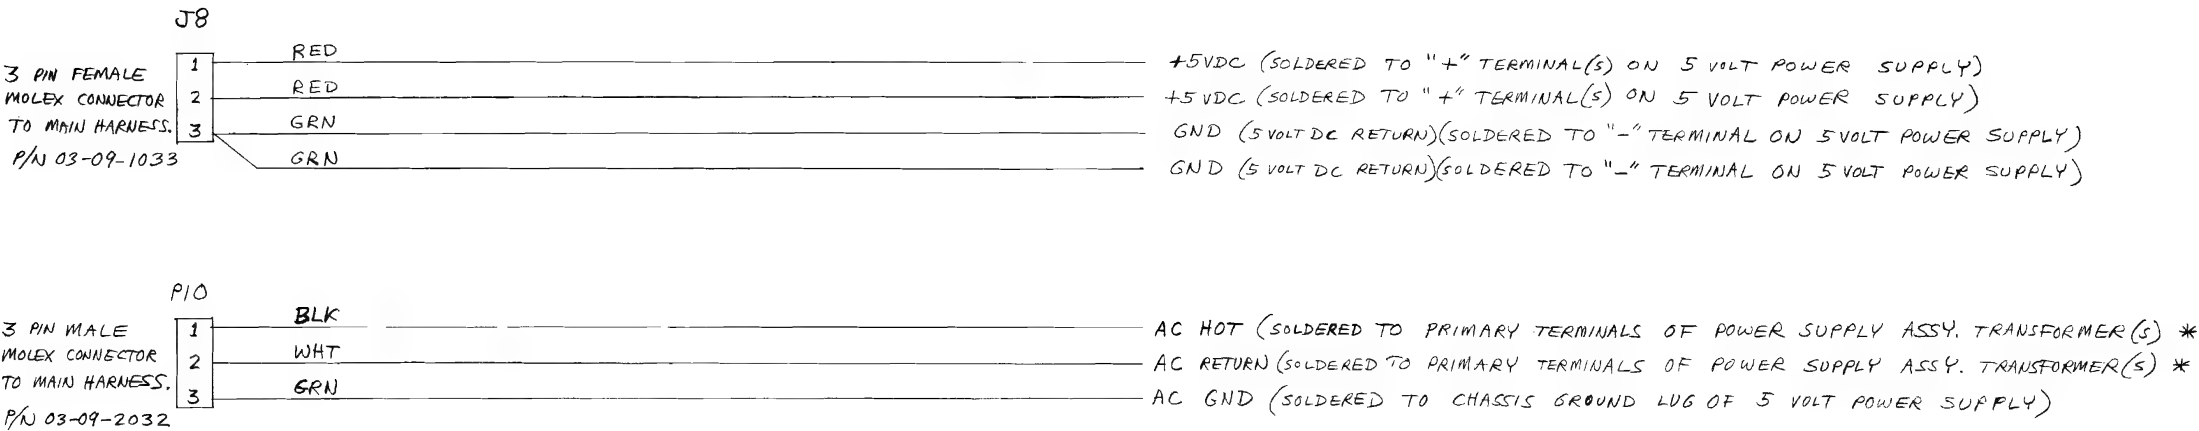 J8
3 PIN FEMALE
MOLEX CONNECTOR
TO MAIN HARNESS.
P/N 03-09-1033
1 RED +5VDC (SOLDERED TO "+" TERMINAL(S) ON 5 VOLT POWER SUPPLY)
2 RED +5VDC (SOLDERED TO "+" TERMINAL(S) ON 5 VOLT POWER SUPPLY)
3 GRN GND (5 VOLT DC RETURN)(SOLDERED TO "-" TERMINAL ON 5 VOLT POWER SUPPLY)
GRN GND (5 VOLT DC RETURN)(SOLDERED TO "-" TERMINAL ON 5 VOLT POWER SUPPLY)
P10
3 PIN MALE
MOLEX CONNECTOR
TO MAIN HARNESS.
P/N 03-09-2032
1 BLK AC HOT (SOLDERED TO PRIMARY TERMINALS OF POWER SUPPLY ASSY. TRANSFORMER(S) *
2 WHT AC RETURN (SOLDERED TO PRIMARY TERMINALS OF POWER SUPPLY ASSY. TRANSFORMER(S) *
3 GRN AC GND (SOLDERED TO CHASSIS GROUND LUG OF 5 VOLT POWER SUPPLY)